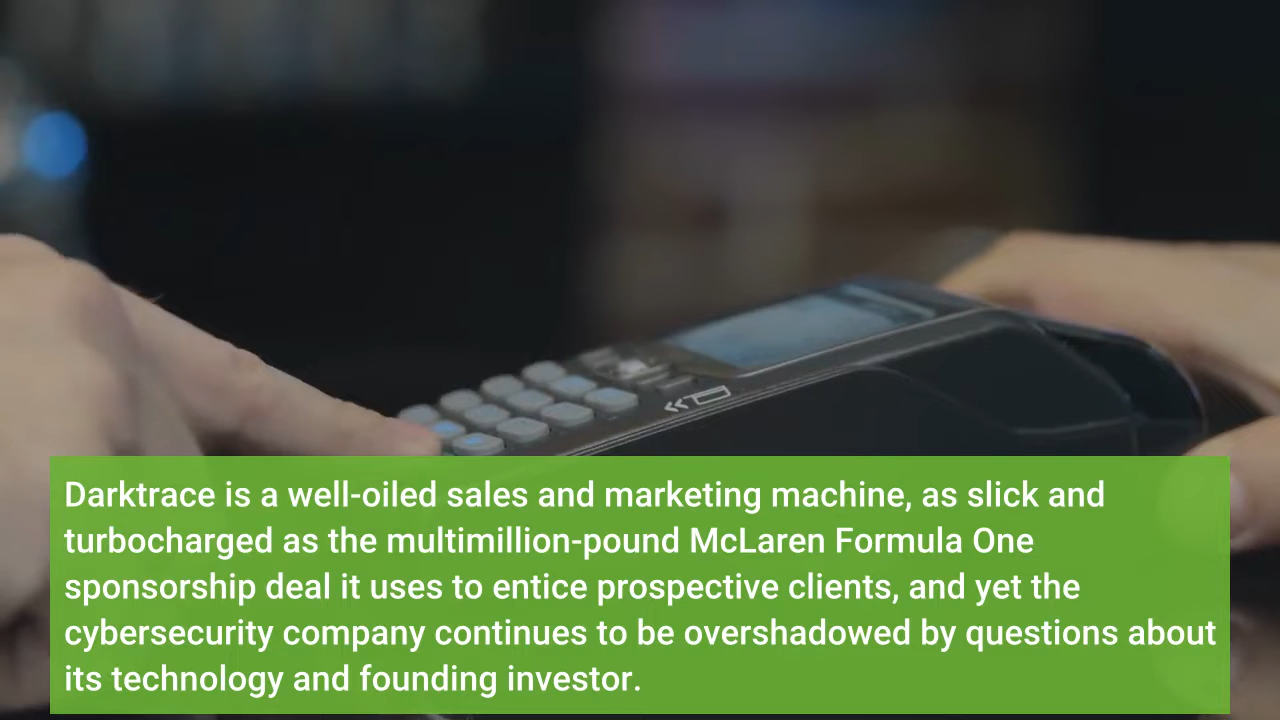 Darktrace is a well-oiled sales and marketing machine, as slick and
turbocharged as the multimillion-pound McLaren Formula One
sponsorship deal it uses to entice prospective clients, and yet the
cybersecurity company continues to be overshadowed by questions about
its technology and founding investor.